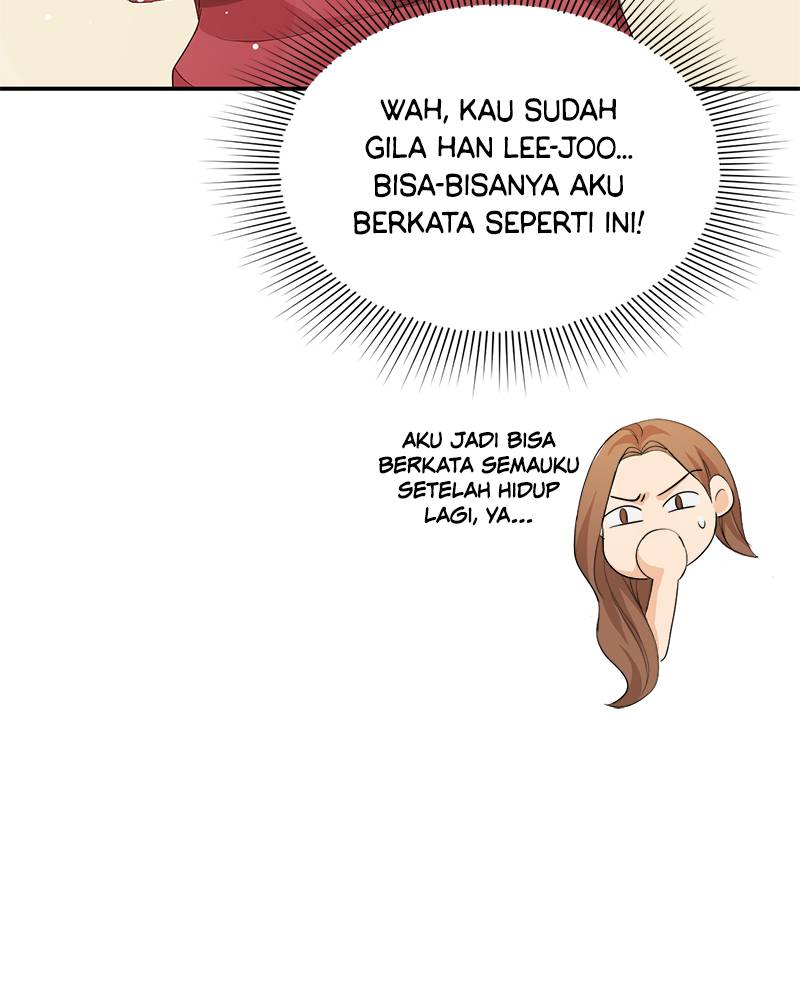 WAH, KAU SUDAH
GILA HAN LEE-JOO...
BISA-BISANYA AKU
BERKATA SEPERTI INI!
AKU JADI BISA
BERKATA SEMAUKU
SETELAH HIDUP
LAGI, YA...